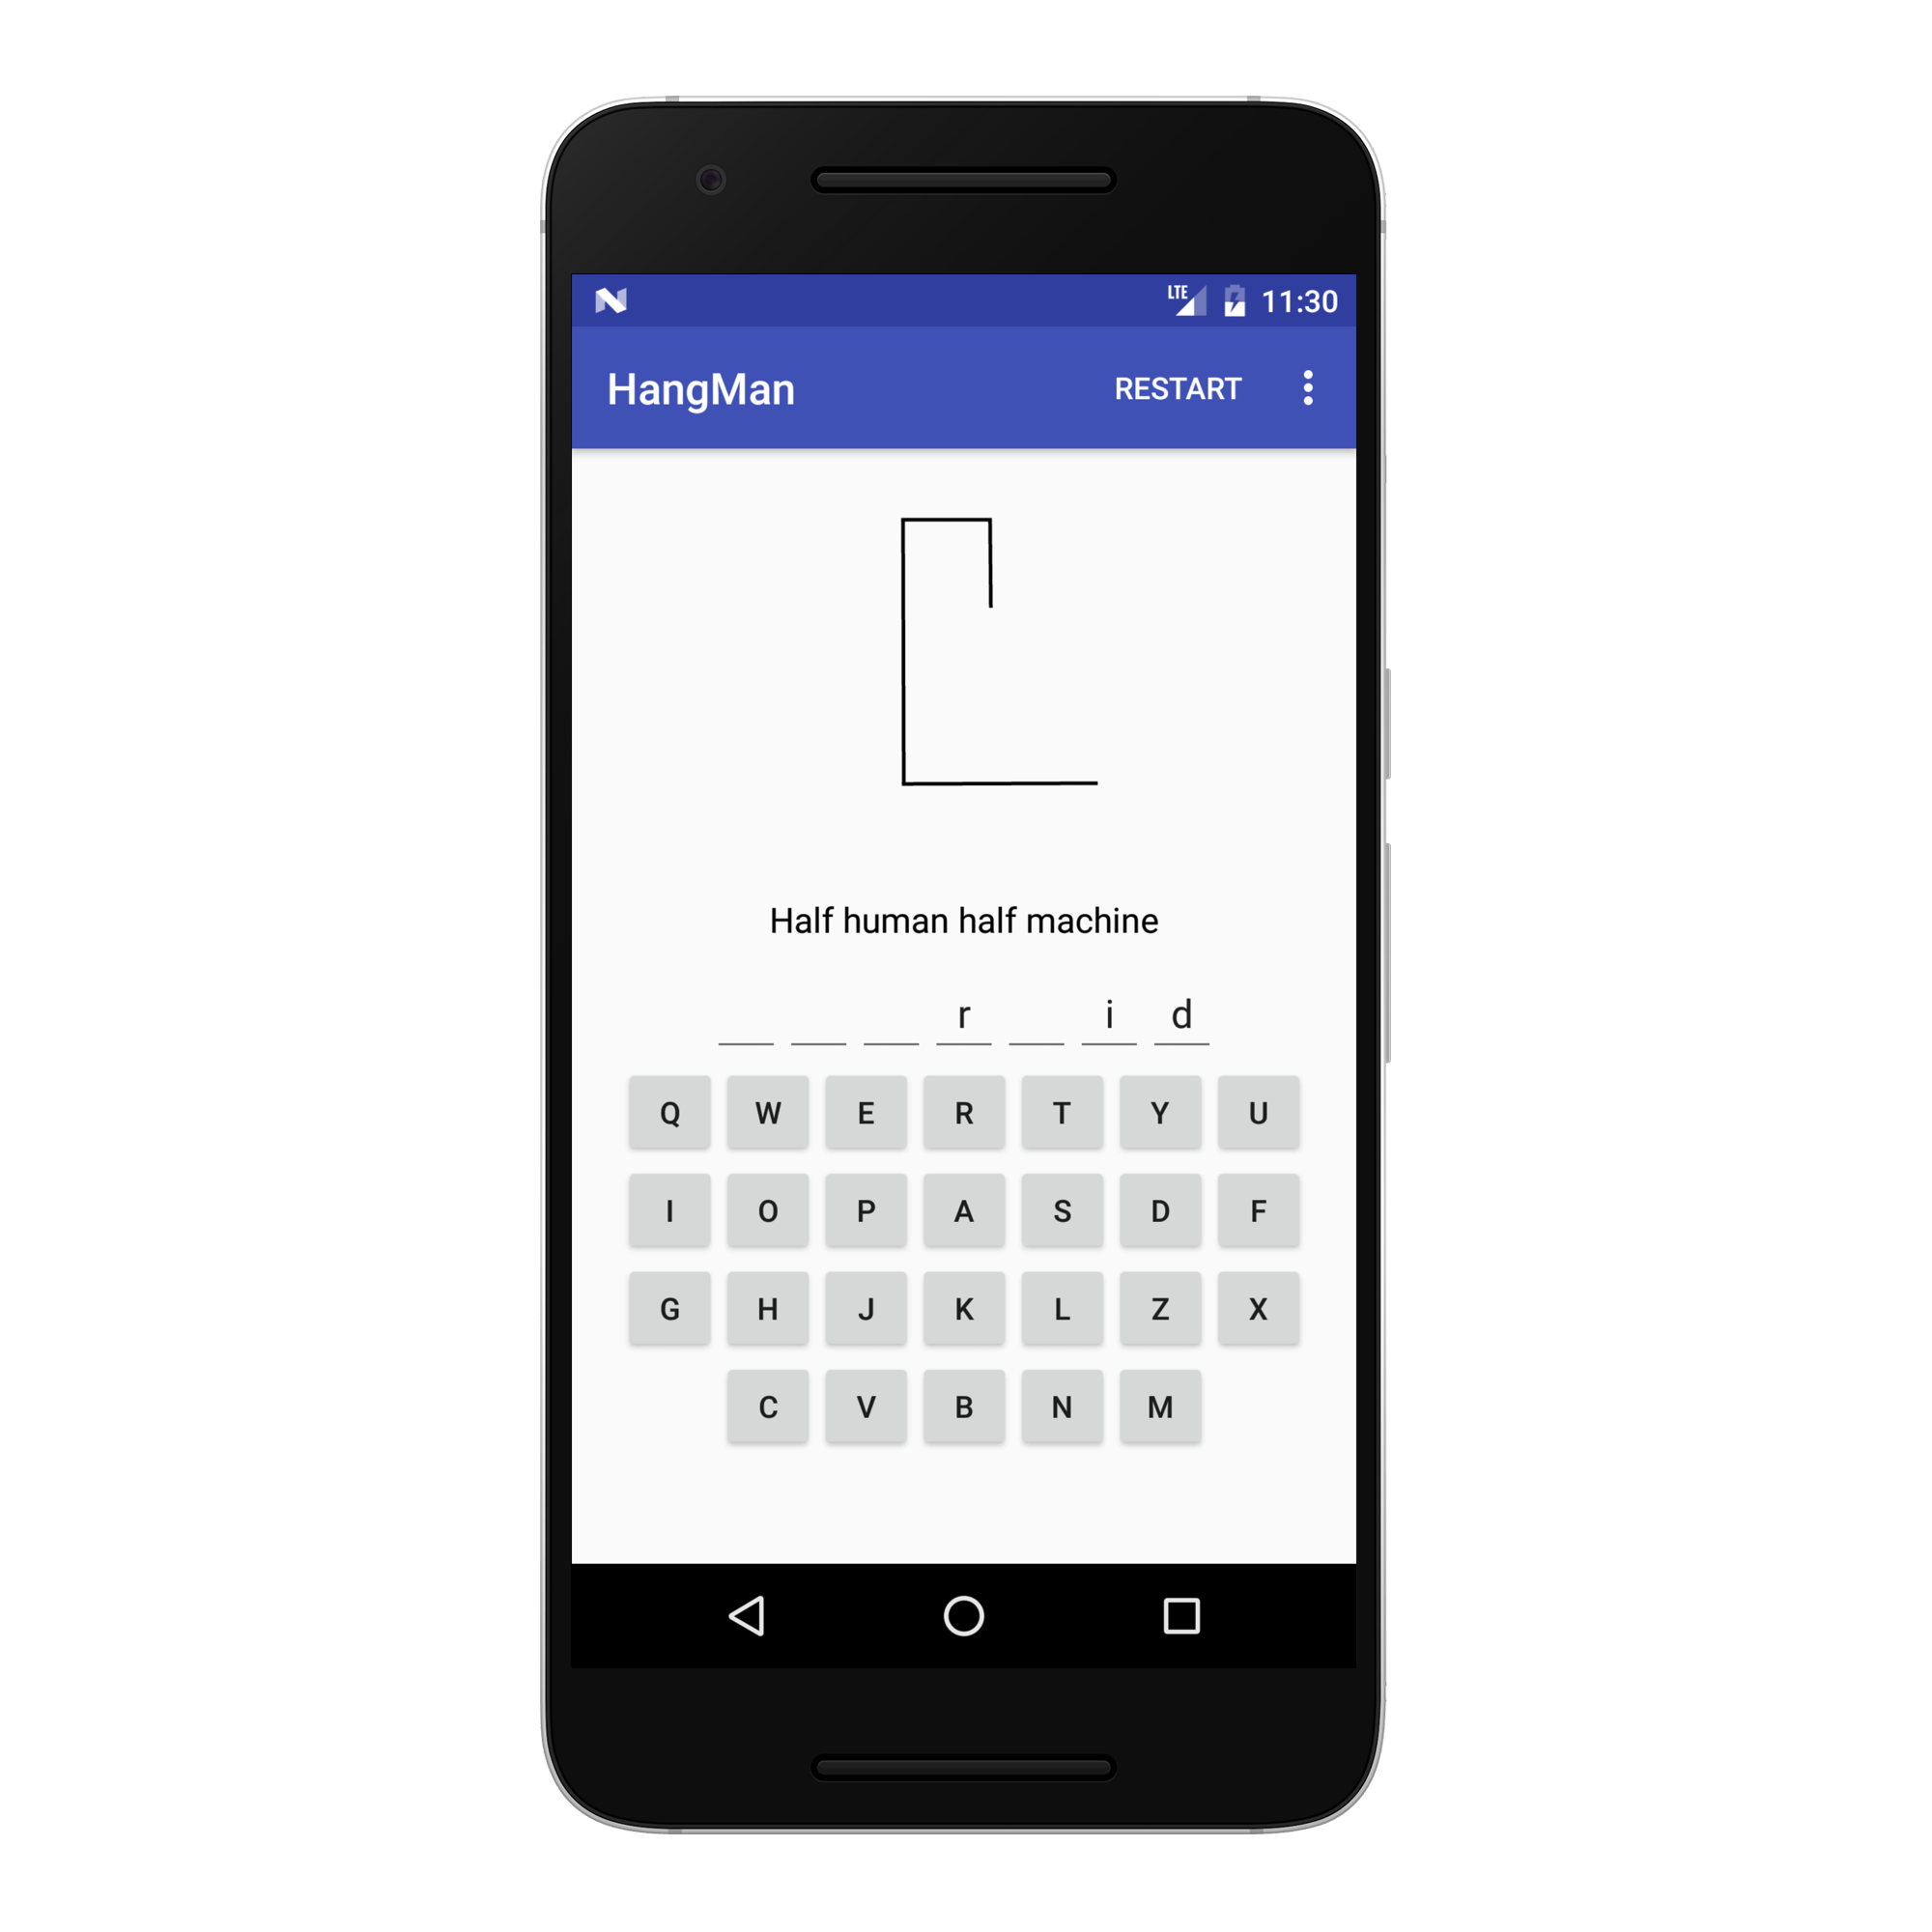 LTE 11:30
HangMan RESTART
Half human half machine
r i d
Q W E R T Y U
I O P A S D F
G H J K L Z X
C V B N M